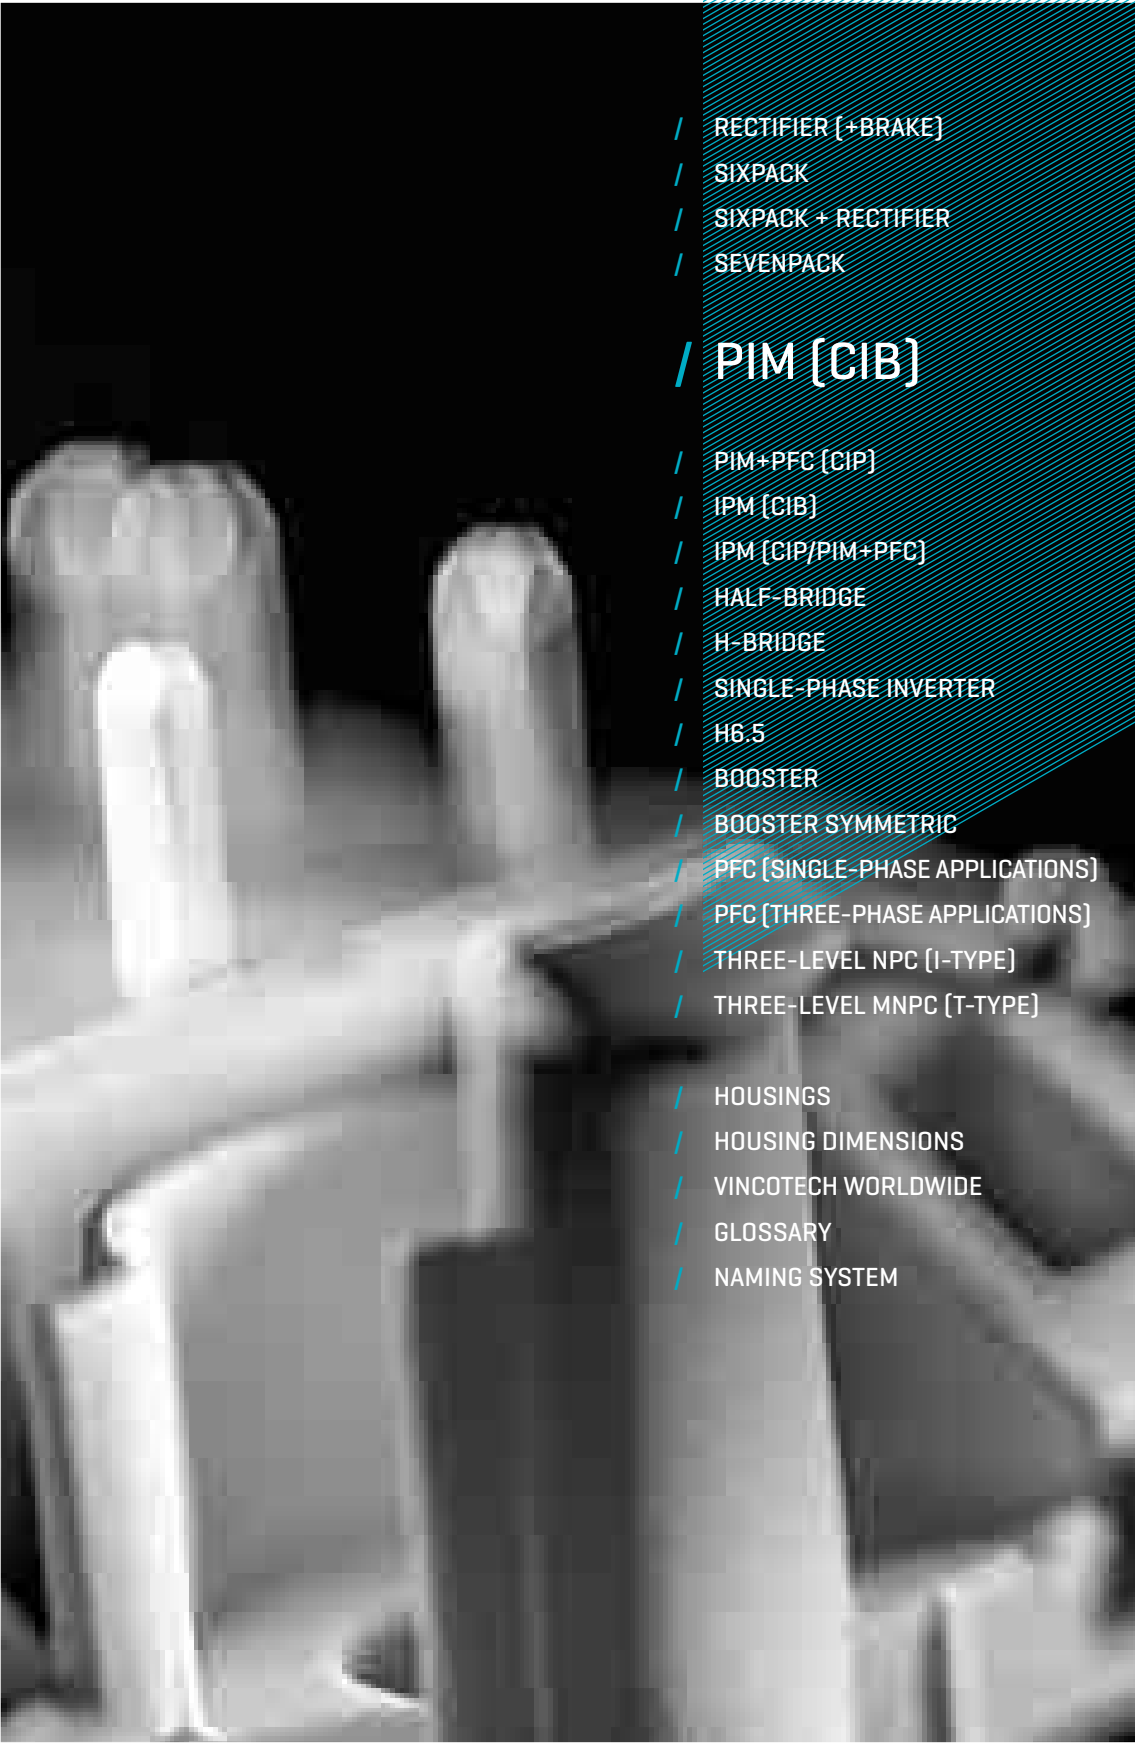 / RECTIFIER (+BRAKE)
/ SIXPACK
/ SIXPACK + RECTIFIER
/ SEVENPACK
/ PIM (CIB)
/ PIM+PFC (CIP)
/ IPM (CIB)
/ IPM (CIP/PIM+PFC)
/ HALF-BRIDGE
/ H-BRIDGE
/ SINGLE-PHASE INVERTER
/ H6.5
/ BOOSTER
/ BOOSTER SYMMETRIC
/ PFC (SINGLE-PHASE APPLICATIONS)
/ PFC (THREE-PHASE APPLICATIONS)
/ THREE-LEVEL NPC (I-TYPE)
/ THREE-LEVEL MNPC (T-TYPE)
/ HOUSINGS
/ HOUSING DIMENSIONS
/ VINCOTECH WORLDWIDE
/ GLOSSARY
/ NAMING SYSTEM